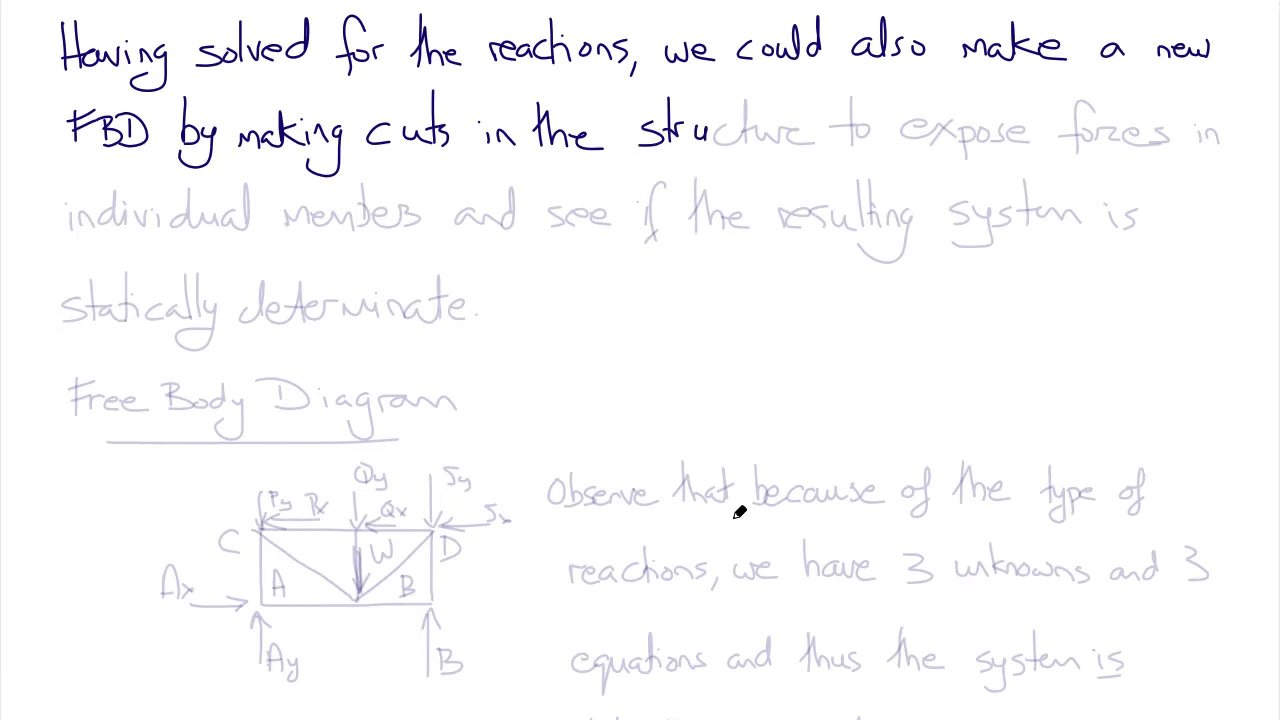 Having solved for the reactions, we could also make a new
FBD by making cuts in the structure to expose forces in
individual members and see if the resulting system is
statically determinate.
Free Body Diagram
Qy Sy
Py Px Qx Sx
C W D
Ax A B
Ay B
Observe that because of the type of
reactions, we have 3 unknowns and 3
equations and thus the system is